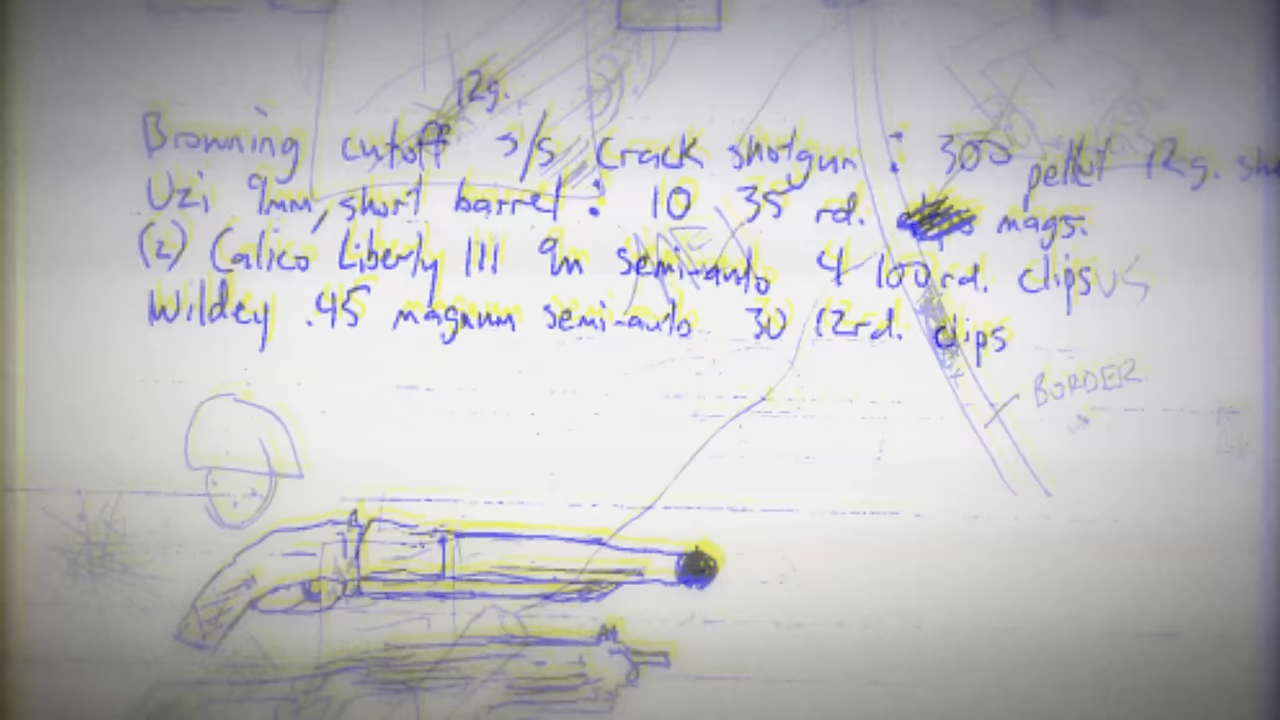 12g.
Browning cutoff s/s crack shotgun : 300 pellet 12g.
Uzi 9mm, short barrel : 10 35 rd. mags.
(2) Calico Liberty III 9m semi-auto 4 100rd. clips
Wildey .45 magnum semi-auto 30 12rd. clips
BORDER